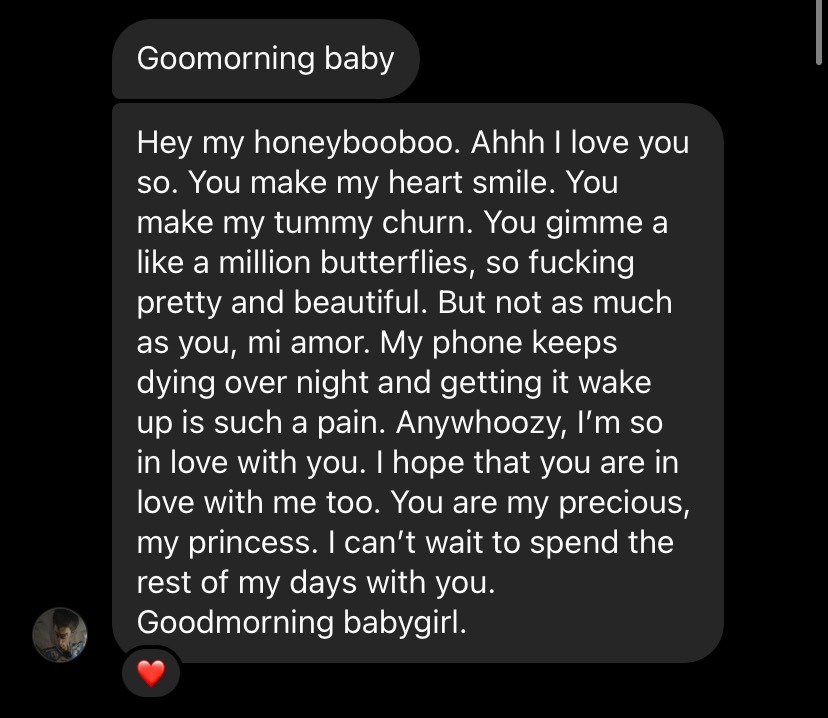 Goomorning baby
Hey my honeybooboo. Ahhh I love you
so. You make my heart smile. You
make my tummy churn. You gimme a
like a million butterflies, so fucking
pretty and beautiful. But not as much
as you, mi amor. My phone keeps
dying over night and getting it wake
up is such a pain. Anywhoozy, I’m so
in love with you. I hope that you are in
love with me too. You are my precious,
my princess. I can’t wait to spend the
rest of my days with you.
Goodmorning babygirl.